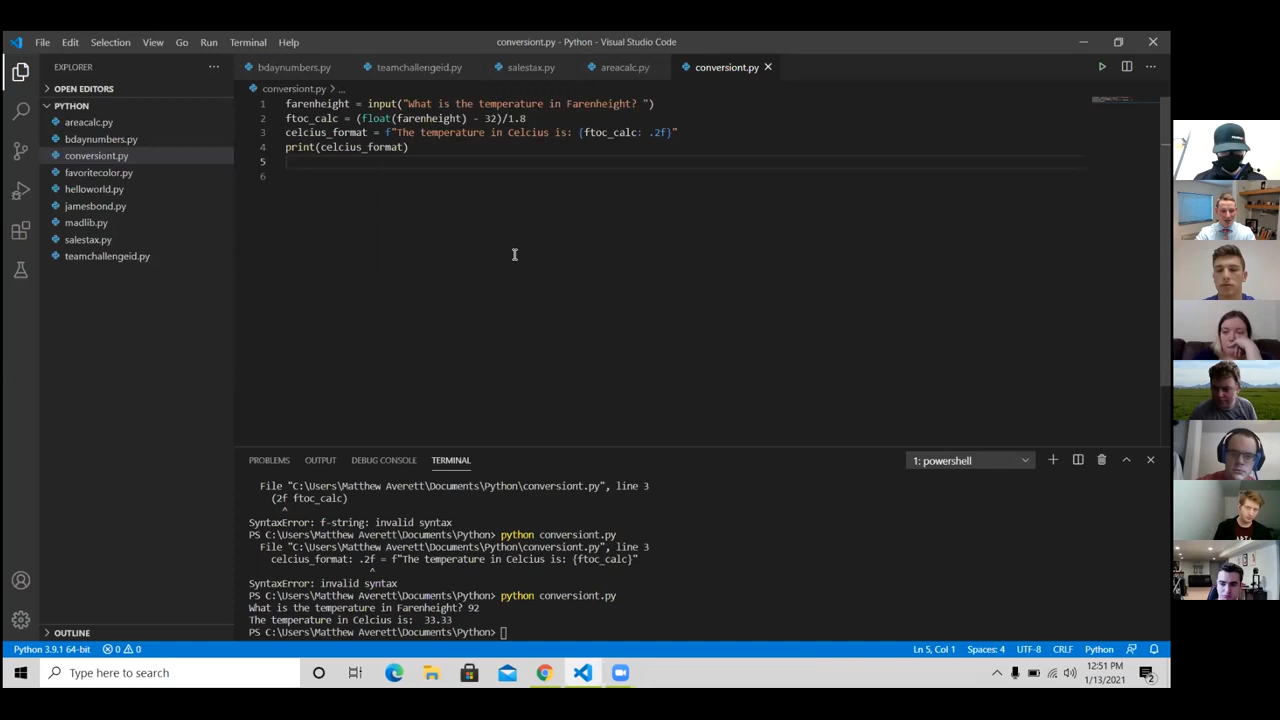 File Edit Selection View Go Run Terminal Help
conversiont.py - Python - Visual Studio Code
EXPLORER
bdaynumbers.py teamchallengeid.py salestax.py areacalc.py conversiont.py
OPEN EDITORS
conversiont.py > ...
PYTHON
areacalc.py
bdaynumbers.py
conversiont.py
favoritecolor.py
helloworld.py
jamesbond.py
madlib.py
salestax.py
teamchallengeid.py
1 farenheight = input("What is the temperature in Farenheight? ")
2 ftoc_calc = (float(farenheight) - 32)/1.8
3 celcius_format = f"The temperature in Celcius is: {ftoc_calc: .2f}"
4 print(celcius_format)
5
6
PROBLEMS OUTPUT DEBUG CONSOLE TERMINAL
1: powershell
File "C:\Users\Matthew Averett\Documents\Python\conversiont.py", line 3
(2f ftoc_calc)
^
SyntaxError: f-string: invalid syntax
PS C:\Users\Matthew Averett\Documents\Python> python conversiont.py
File "C:\Users\Matthew Averett\Documents\Python\conversiont.py", line 3
celcius_format: .2f = f"The temperature in Celcius is: {ftoc_calc}"
^
SyntaxError: invalid syntax
PS C:\Users\Matthew Averett\Documents\Python> python conversiont.py
What is the temperature in Farenheight? 92
The temperature in Celcius is:  33.33
PS C:\Users\Matthew Averett\Documents\Python>
OUTLINE
Python 3.9.1 64-bit 0 0
Ln 5, Col 1 Spaces: 4 UTF-8 CRLF Python
Type here to search
12:51 PM
1/13/2021
2